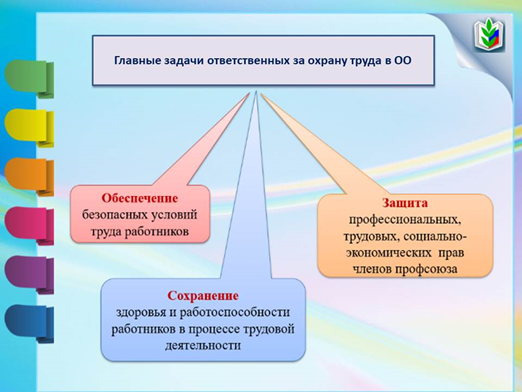 Главные задачи ответственных за охрану труда в ОО
Обеспечение
безопасных условий
труда работников
Защита
профессиональных,
трудовых, социально-
экономических прав
членов профсоюза
Сохранение
здоровья и работоспособности
работников в процессе трудовой
деятельности